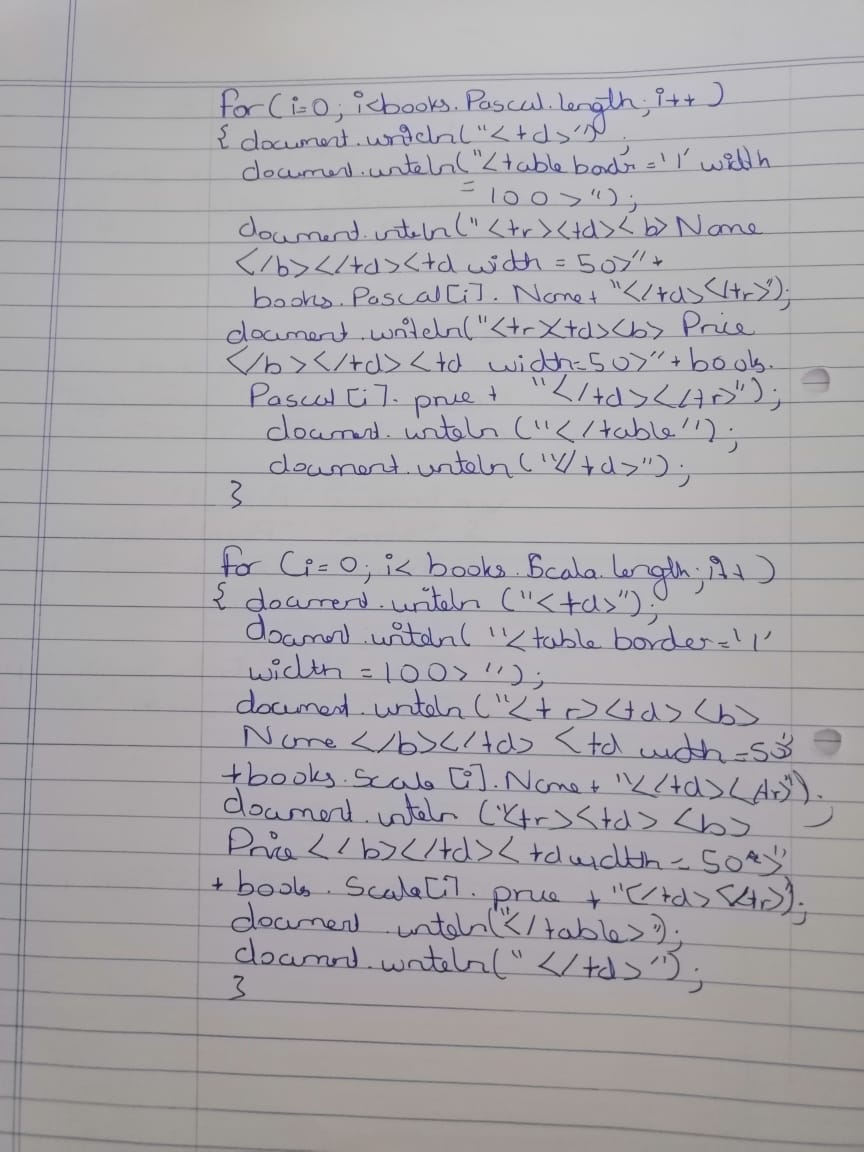 for (i=0; i<books.Pascal.length; i++)
{ document.writeln("<td>");
document.writeln("<table border='1' width
= 100>");
document.writeln("<tr><td><b> Name
</b></td><td width = 50>"+
books.Pascal[i].Name+ "</td></tr>");
document.writeln("<tr><td><b> Price
</b></td><td width=50>"+books.
Pascal[i].price + "</td></tr>");
document.writeln ("</table");
document.writeln ("</td>");
}
for (i=0; i< books.Scala.length; i++)
{ document.writeln ("<td>");
document.writeln( "<table border='1'
width =100>");
document.writeln ("<tr><td><b>
Name </b></td> <td width =50>"
+books.Scala [i].Name+ "</td></tr>");
document.writeln ("<tr><td> <b>
Price </b></td><td width = 50>"
+ books.Scala[i].price +"</td></tr>");
document writeln("</table>");
document.writeln(" </td>");
}